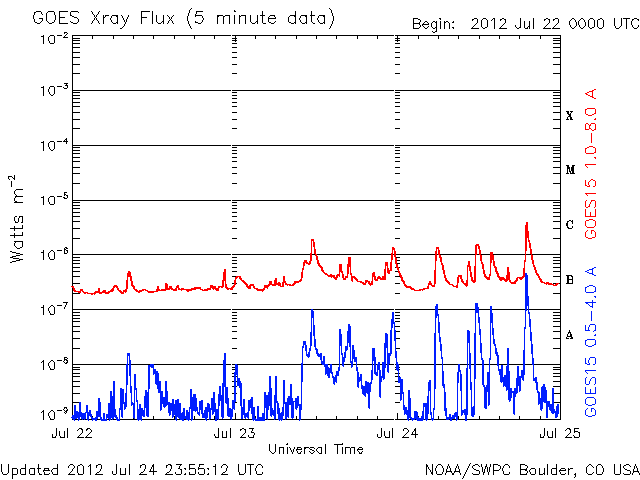 GOES Xray Flux (5 minute data)
Begin: 2012 Jul 22 0000 UTC
10⁻²
10⁻³
10⁻⁴
10⁻⁵
10⁻⁶
10⁻⁷
10⁻⁸
10⁻⁹
Watts m⁻²
X
M
C
B
A
GOES15 1.0-8.0 A
GOES15 0.5-4.0 A
Jul 22 Jul 23 Jul 24 Jul 25
Universal Time
Updated 2012 Jul 24 23:55:12 UTC
NOAA/SWPC Boulder, CO USA